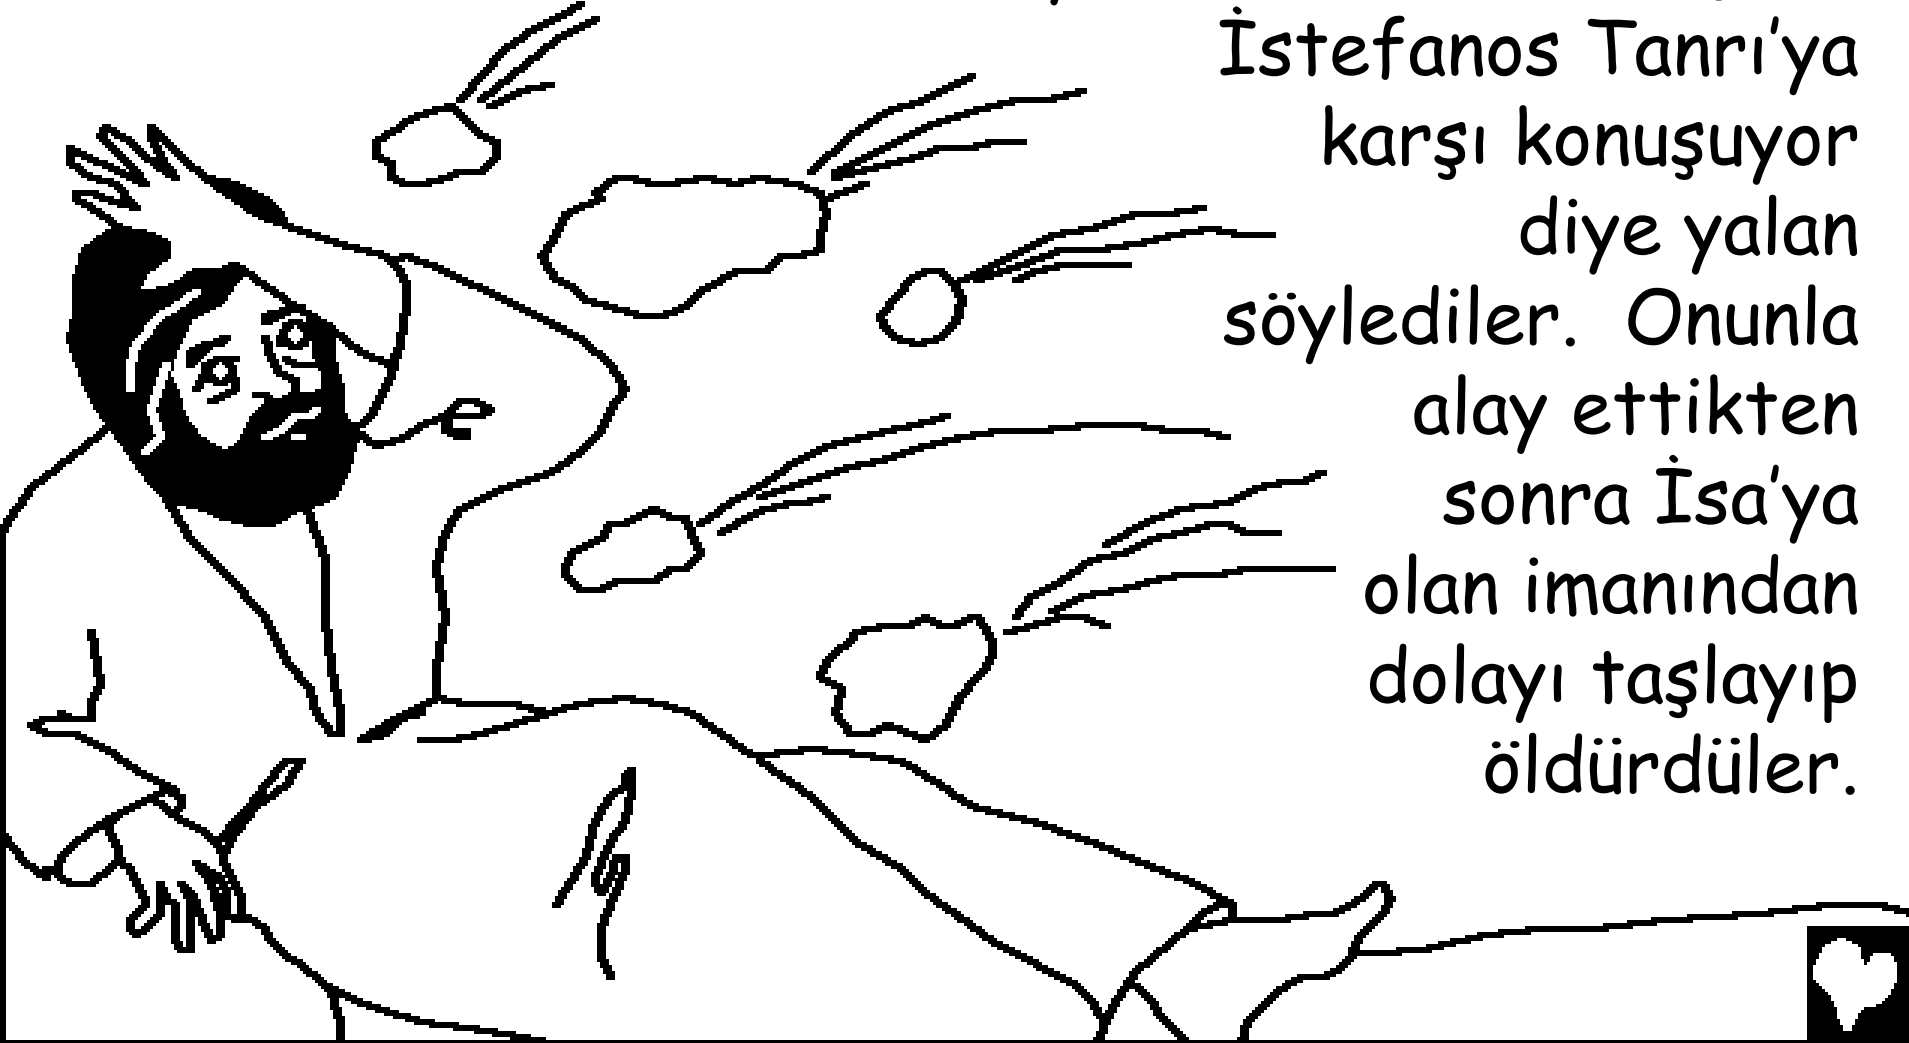 İstefanos Tanrı'ya
karşı konuşuyor
diye yalan
söylediler. Onunla
alay ettikten
sonra İsa'ya
olan imanından
dolayı taşlayıp
öldürdüler.